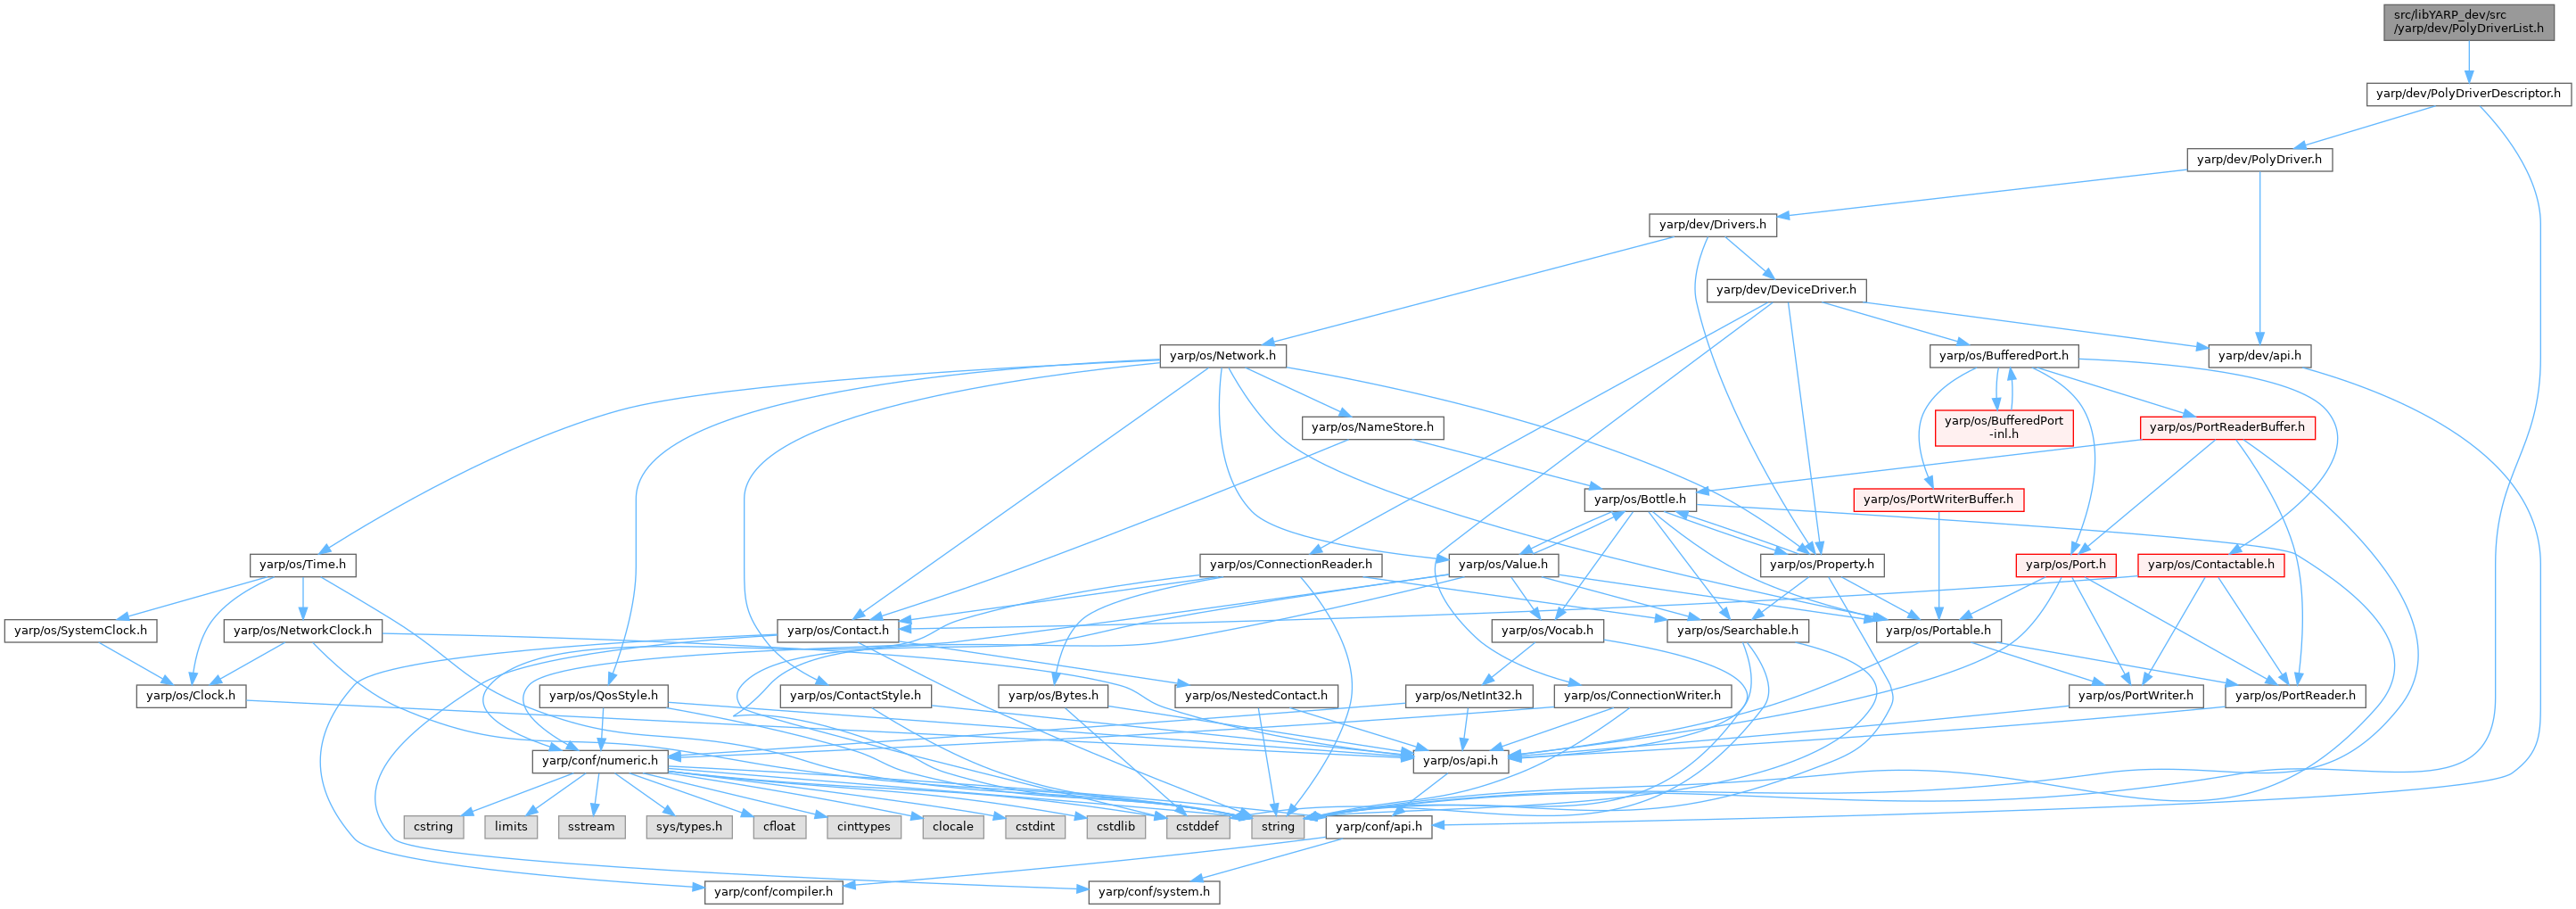 src/libYARP_dev/src
/yarp/dev/PolyDriverList.h
yarp/dev/PolyDriverDescriptor.h
yarp/dev/PolyDriver.h
yarp/dev/Drivers.h
yarp/dev/DeviceDriver.h
yarp/os/Network.h
yarp/os/BufferedPort.h
yarp/dev/api.h
yarp/os/NameStore.h
yarp/os/BufferedPort
-inl.h
yarp/os/PortReaderBuffer.h
yarp/os/Bottle.h
yarp/os/PortWriterBuffer.h
yarp/os/Time.h
yarp/os/ConnectionReader.h
yarp/os/Value.h
yarp/os/Property.h
yarp/os/Port.h
yarp/os/Contactable.h
yarp/os/SystemClock.h
yarp/os/NetworkClock.h
yarp/os/Contact.h
yarp/os/Vocab.h
yarp/os/Searchable.h
yarp/os/Portable.h
yarp/os/Clock.h
yarp/os/QosStyle.h
yarp/os/ContactStyle.h
yarp/os/Bytes.h
yarp/os/NestedContact.h
yarp/os/NetInt32.h
yarp/os/ConnectionWriter.h
yarp/os/PortWriter.h
yarp/os/PortReader.h
yarp/conf/numeric.h
yarp/os/api.h
cstring
limits
sstream
sys/types.h
cfloat
cinttypes
clocale
cstdint
cstdlib
cstddef
string
yarp/conf/api.h
yarp/conf/compiler.h
yarp/conf/system.h